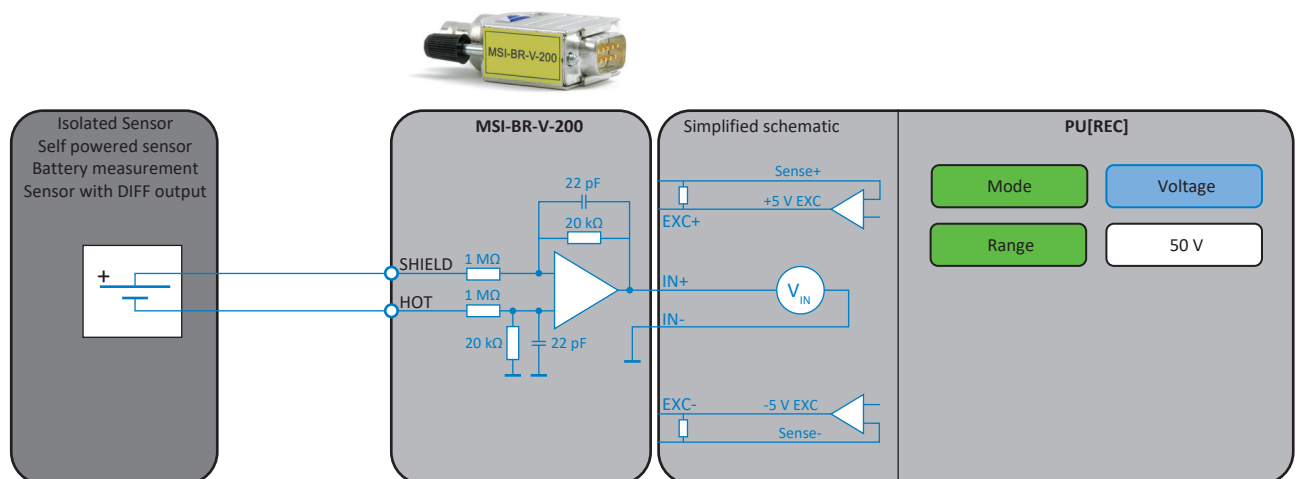 MSI-BR-V-200
Isolated Sensor
Self powered sensor
Battery measurement
Sensor with DIFF output
+
MSI-BR-V-200
22 pF
20 kΩ
SHIELD
1 MΩ
HOT
1 MΩ
20 kΩ
22 pF
Simplified schematic
Sense+
+5 V EXC
EXC+
IN+
VIN
IN-
EXC-
-5 V EXC
Sense-
PU[REC]
Mode
Voltage
Range
50 V